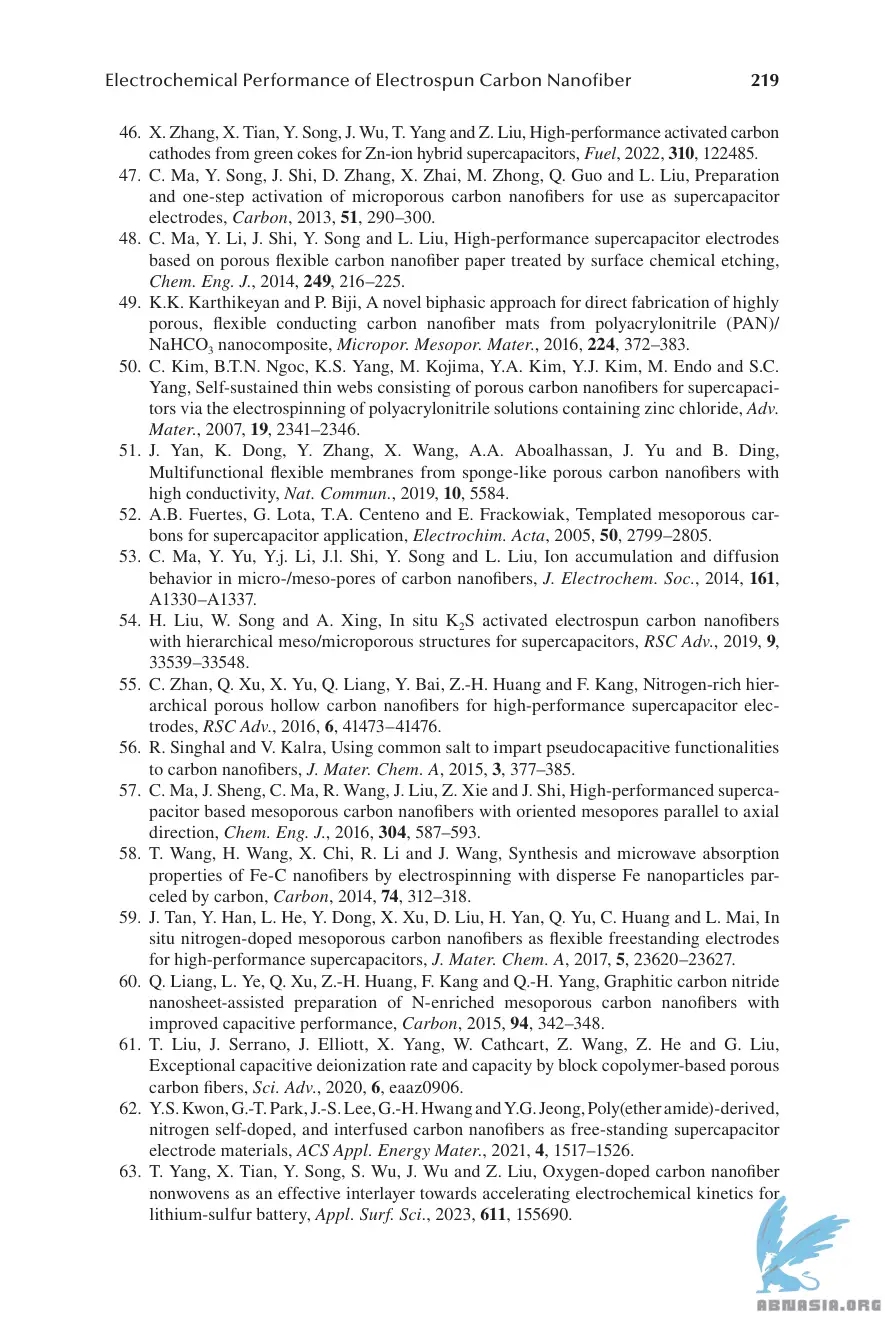 Electrochemical Performance of Electrospun Carbon Nanofiber 219
46. X. Zhang, X. Tian, Y. Song, J. Wu, T. Yang and Z. Liu, High-performance activated carbon
cathodes from green cokes for Zn-ion hybrid supercapacitors, Fuel, 2022, 310, 122485.
47. C. Ma, Y. Song, J. Shi, D. Zhang, X. Zhai, M. Zhong, Q. Guo and L. Liu, Preparation
and one-step activation of microporous carbon nanofibers for use as supercapacitor
electrodes, Carbon, 2013, 51, 290–300.
48. C. Ma, Y. Li, J. Shi, Y. Song and L. Liu, High-performance supercapacitor electrodes
based on porous flexible carbon nanofiber paper treated by surface chemical etching,
Chem. Eng. J., 2014, 249, 216–225.
49. K.K. Karthikeyan and P. Biji, A novel biphasic approach for direct fabrication of highly
porous, flexible conducting carbon nanofiber mats from polyacrylonitrile (PAN)/
NaHCO3 nanocomposite, Micropor. Mesopor. Mater., 2016, 224, 372–383.
50. C. Kim, B.T.N. Ngoc, K.S. Yang, M. Kojima, Y.A. Kim, Y.J. Kim, M. Endo and S.C.
Yang, Self-sustained thin webs consisting of porous carbon nanofibers for supercapaci-
tors via the electrospinning of polyacrylonitrile solutions containing zinc chloride, Adv.
Mater., 2007, 19, 2341–2346.
51. J. Yan, K. Dong, Y. Zhang, X. Wang, A.A. Aboalhassan, J. Yu and B. Ding,
Multifunctional flexible membranes from sponge-like porous carbon nanofibers with
high conductivity, Nat. Commun., 2019, 10, 5584.
52. A.B. Fuertes, G. Lota, T.A. Centeno and E. Frackowiak, Templated mesoporous car-
bons for supercapacitor application, Electrochim. Acta, 2005, 50, 2799–2805.
53. C. Ma, Y. Yu, Y.j. Li, J.l. Shi, Y. Song and L. Liu, Ion accumulation and diffusion
behavior in micro-/meso-pores of carbon nanofibers, J. Electrochem. Soc., 2014, 161,
A1330–A1337.
54. H. Liu, W. Song and A. Xing, In situ K2S activated electrospun carbon nanofibers
with hierarchical meso/microporous structures for supercapacitors, RSC Adv., 2019, 9,
33539–33548.
55. C. Zhan, Q. Xu, X. Yu, Q. Liang, Y. Bai, Z.-H. Huang and F. Kang, Nitrogen-rich hier-
archical porous hollow carbon nanofibers for high-performance supercapacitor elec-
trodes, RSC Adv., 2016, 6, 41473–41476.
56. R. Singhal and V. Kalra, Using common salt to impart pseudocapacitive functionalities
to carbon nanofibers, J. Mater. Chem. A, 2015, 3, 377–385.
57. C. Ma, J. Sheng, C. Ma, R. Wang, J. Liu, Z. Xie and J. Shi, High-performanced superca-
pacitor based mesoporous carbon nanofibers with oriented mesopores parallel to axial
direction, Chem. Eng. J., 2016, 304, 587–593.
58. T. Wang, H. Wang, X. Chi, R. Li and J. Wang, Synthesis and microwave absorption
properties of Fe-C nanofibers by electrospinning with disperse Fe nanoparticles par-
celed by carbon, Carbon, 2014, 74, 312–318.
59. J. Tan, Y. Han, L. He, Y. Dong, X. Xu, D. Liu, H. Yan, Q. Yu, C. Huang and L. Mai, In
situ nitrogen-doped mesoporous carbon nanofibers as flexible freestanding electrodes
for high-performance supercapacitors, J. Mater. Chem. A, 2017, 5, 23620–23627.
60. Q. Liang, L. Ye, Q. Xu, Z.-H. Huang, F. Kang and Q.-H. Yang, Graphitic carbon nitride
nanosheet-assisted preparation of N-enriched mesoporous carbon nanofibers with
improved capacitive performance, Carbon, 2015, 94, 342–348.
61. T. Liu, J. Serrano, J. Elliott, X. Yang, W. Cathcart, Z. Wang, Z. He and G. Liu,
Exceptional capacitive deionization rate and capacity by block copolymer-based porous
carbon fibers, Sci. Adv., 2020, 6, eaaz0906.
62. Y.S. Kwon, G.-T. Park, J.-S. Lee, G.-H. Hwang and Y.G. Jeong, Poly(ether amide)-derived,
nitrogen self-doped, and interfused carbon nanofibers as free-standing supercapacitor
electrode materials, ACS Appl. Energy Mater., 2021, 4, 1517–1526.
63. T. Yang, X. Tian, Y. Song, S. Wu, J. Wu and Z. Liu, Oxygen-doped carbon nanofiber
nonwovens as an effective interlayer towards accelerating electrochemical kinetics for
lithium-sulfur battery, Appl. Surf. Sci., 2023, 611, 155690.
ABNASIA.ORG